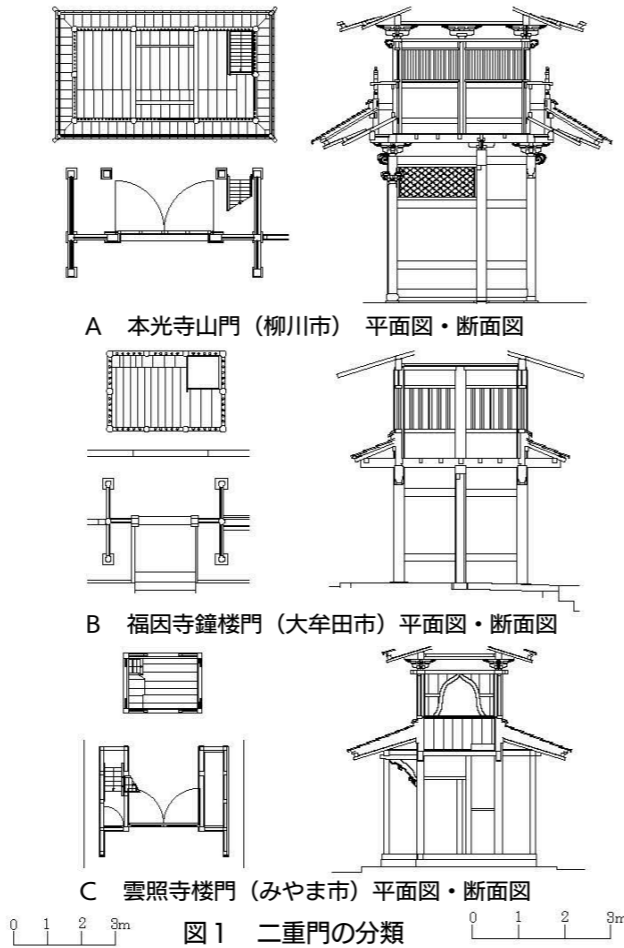 A 本光寺山門（柳川市） 平面図・断面図
B 福因寺鐘楼門（大牟田市）平面図・断面図
C 雲照寺楼門（みやま市）平面図・断面図
0 1 2 3m
図1 二重門の分類
0 1 2 3m